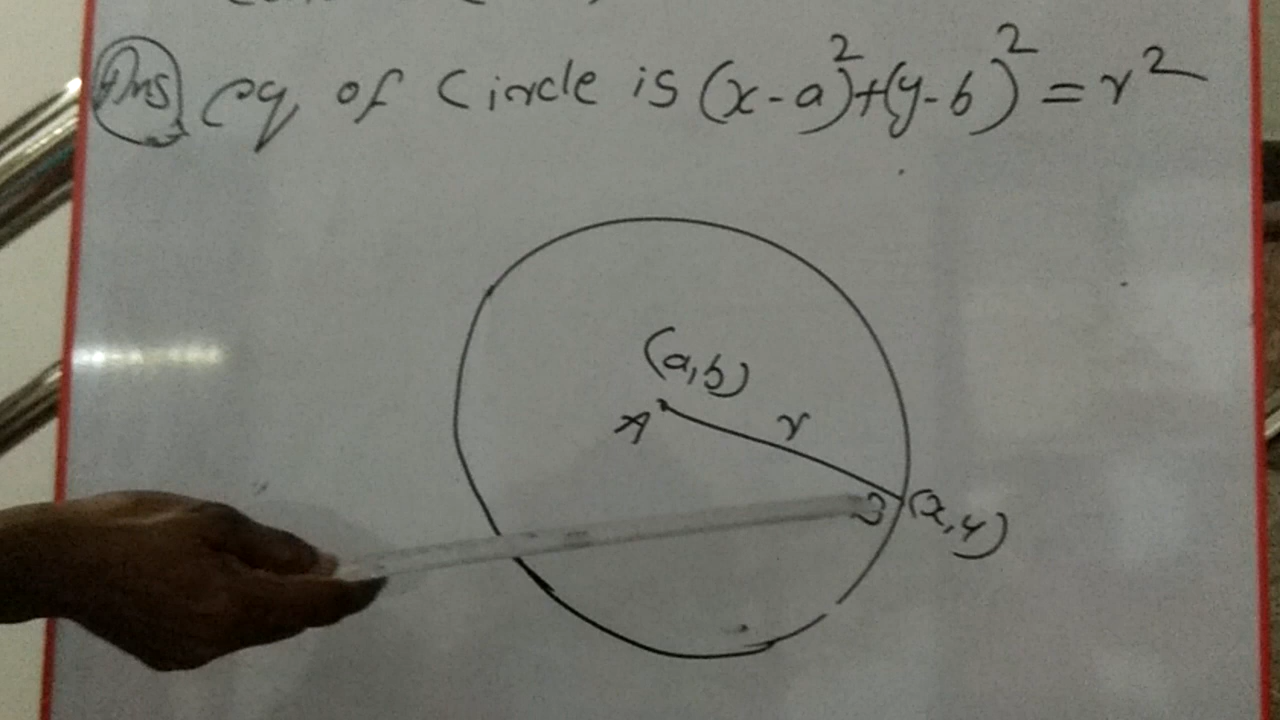 Ans eq of Circle is (x-a)²+(y-b)² = r²
(a,b)
A r
B (x,y)